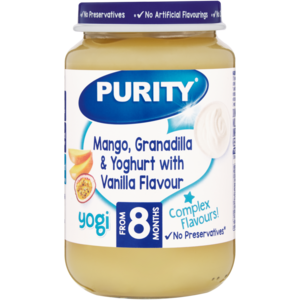 ✓No Preservatives • ✓No Artificial Flavourings •
PURITY®
Mango, Granadilla
& Yoghurt with
Vanilla Flavour
yogi
FROM
8
MONTHS
Complex
Flavours!
✓No Preservatives*